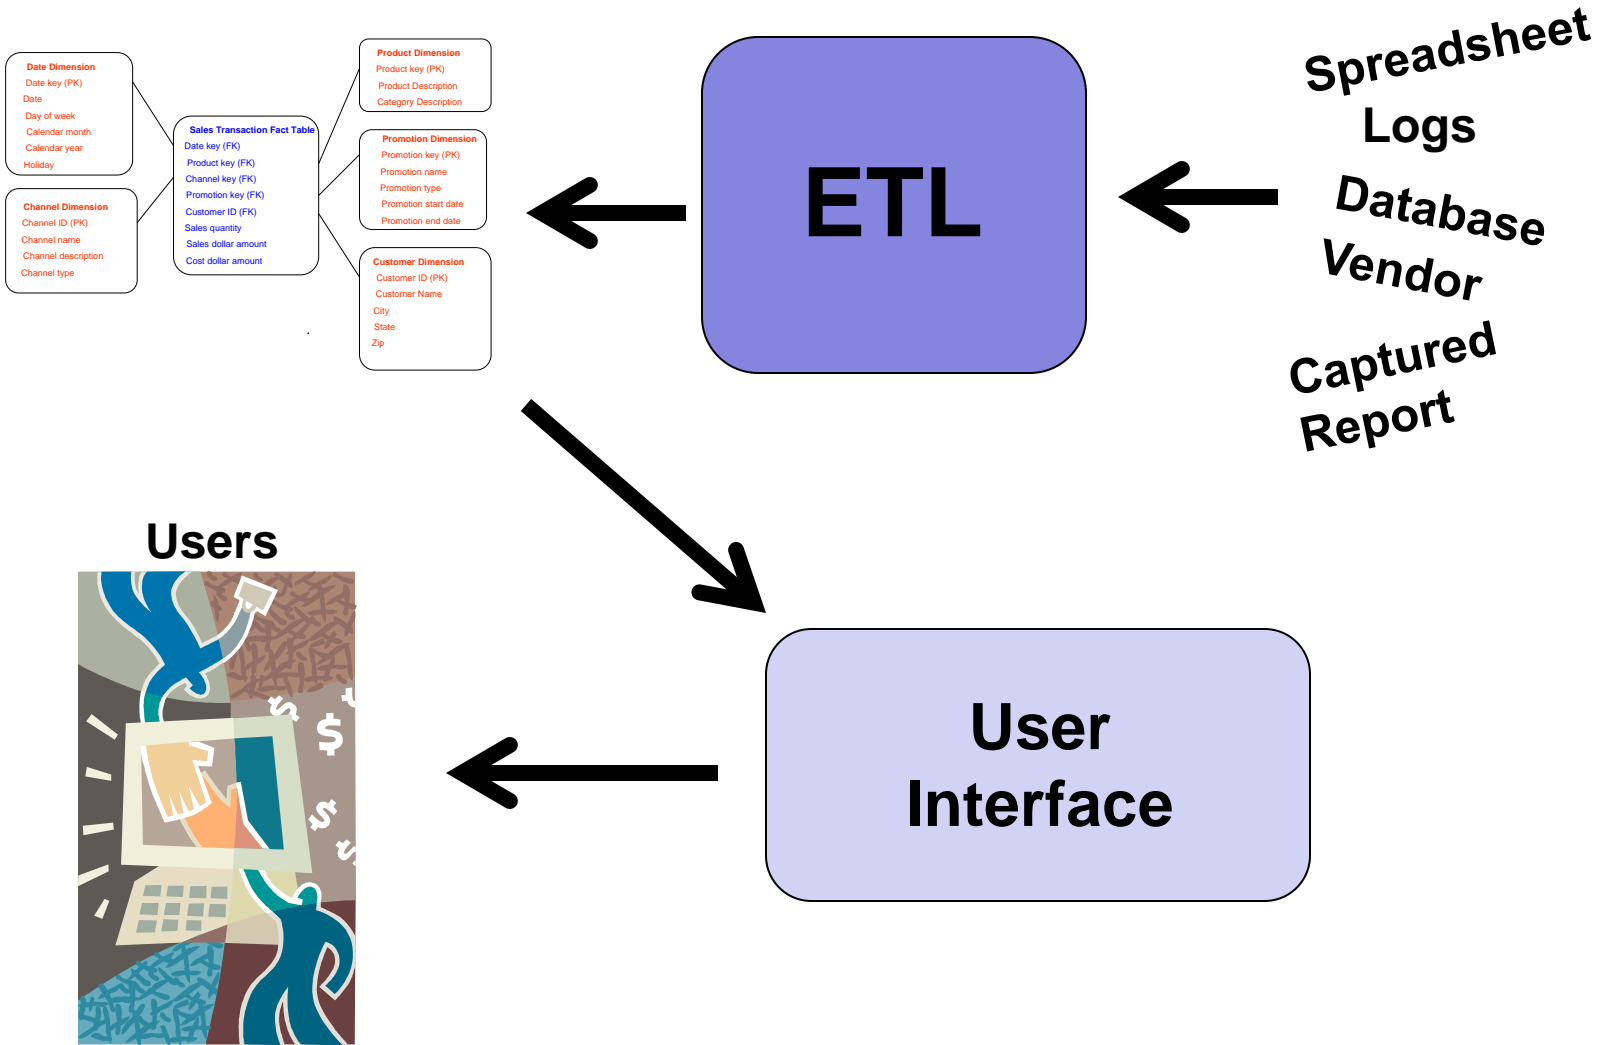 Date Dimension
Date key (PK)
Date
Day of week
Calendar month
Calendar year
Holiday
Channel Dimension
Channel ID (PK)
Channel name
Channel description
Channel type
Sales Transaction Fact Table
Date key (FK)
Product key (FK)
Channel key (FK)
Promotion key (FK)
Customer ID (FK)
Sales quantity
Sales dollar amount
Cost dollar amount
Product Dimension
Product key (PK)
Product Description
Category Description
Promotion Dimension
Promotion key (PK)
Promotion name
Promotion type
Promotion start date
Promotion end date
Customer Dimension
Customer ID (PK)
Customer Name
City
State
Zip
.
ETL
Spreadsheet
Logs
Database
Vendor
Captured
Report
Users
$
$
$
$
User
Interface